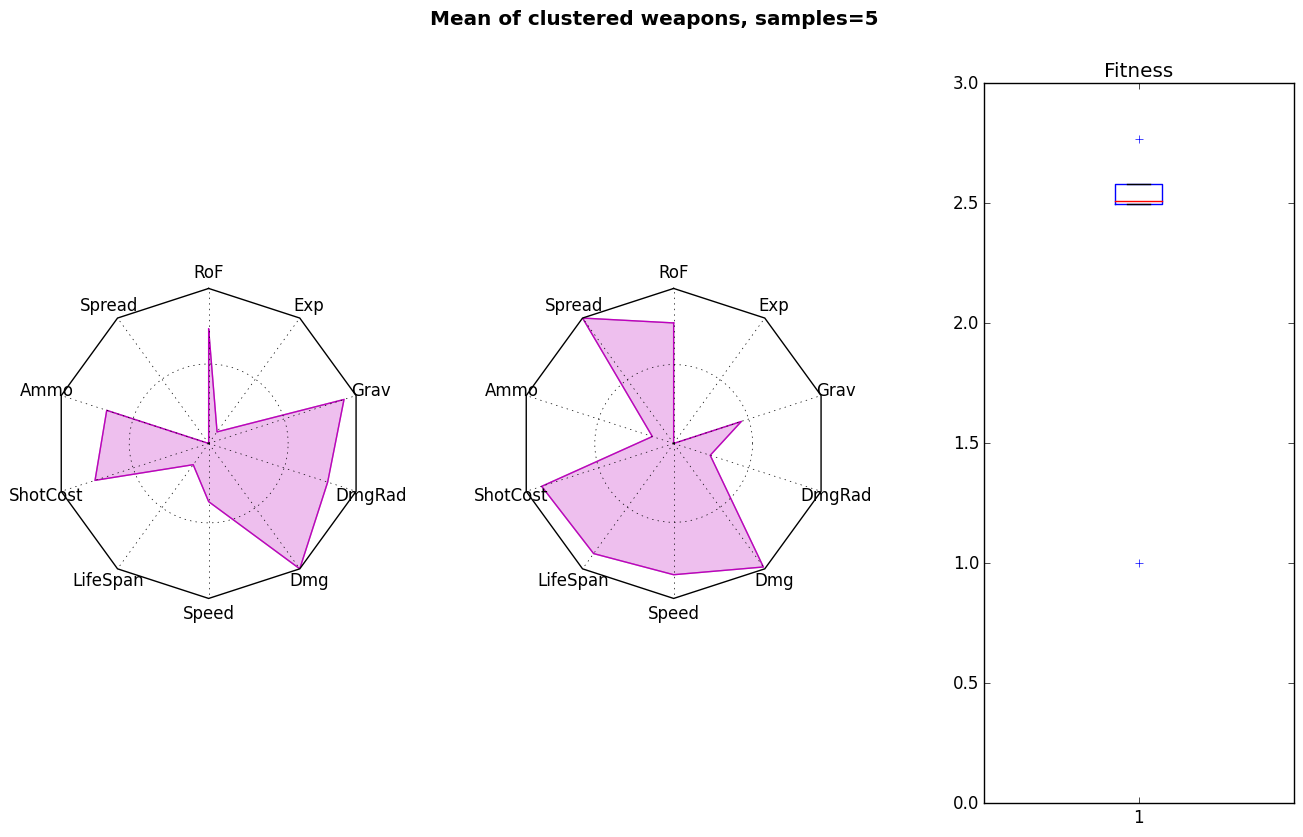 Mean of clustered weapons, samples=5
RoF
Exp
Grav
DmgRad
Dmg
Speed
LifeSpan
ShotCost
Ammo
Spread
RoF
Exp
Grav
DmgRad
Dmg
Speed
LifeSpan
ShotCost
Ammo
Spread
Fitness
3.0
2.5
2.0
1.5
1.0
0.5
0.0
1